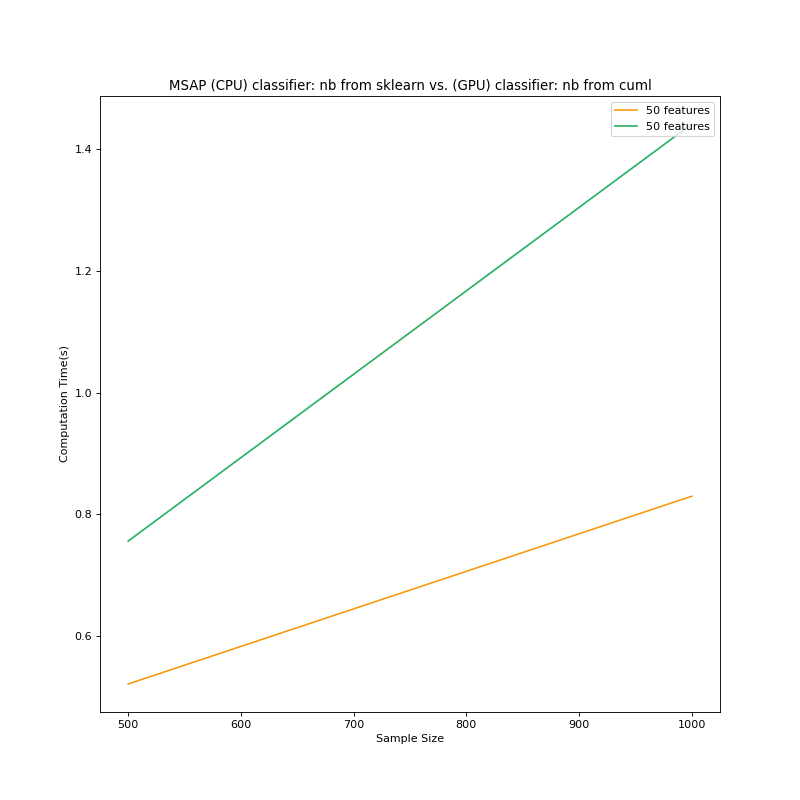 MSAP (CPU) classifier: nb from sklearn vs. (GPU) classifier: nb from cuml
50 features
50 features
1.4
1.2
1.0
0.8
0.6
Computation Time(s)
500 600 700 800 900 1000
Sample Size